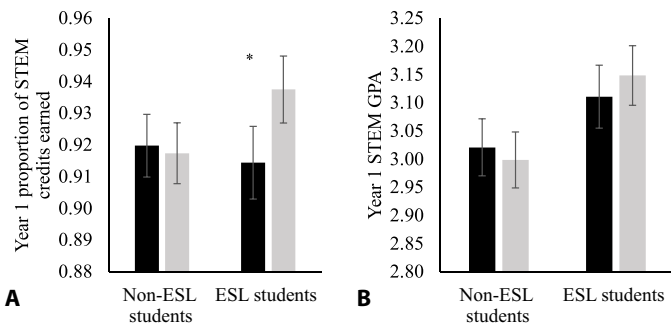 Year 1 proportion of STEM
credits earned
0.96
0.95
0.94
0.93
0.92
0.91
0.90
0.89
0.88
*
Non-ESL
students
ESL students
A
Year 1 STEM GPA
3.25
3.20
3.15
3.10
3.05
3.00
2.95
2.90
2.85
2.80
Non-ESL
students
ESL students
B